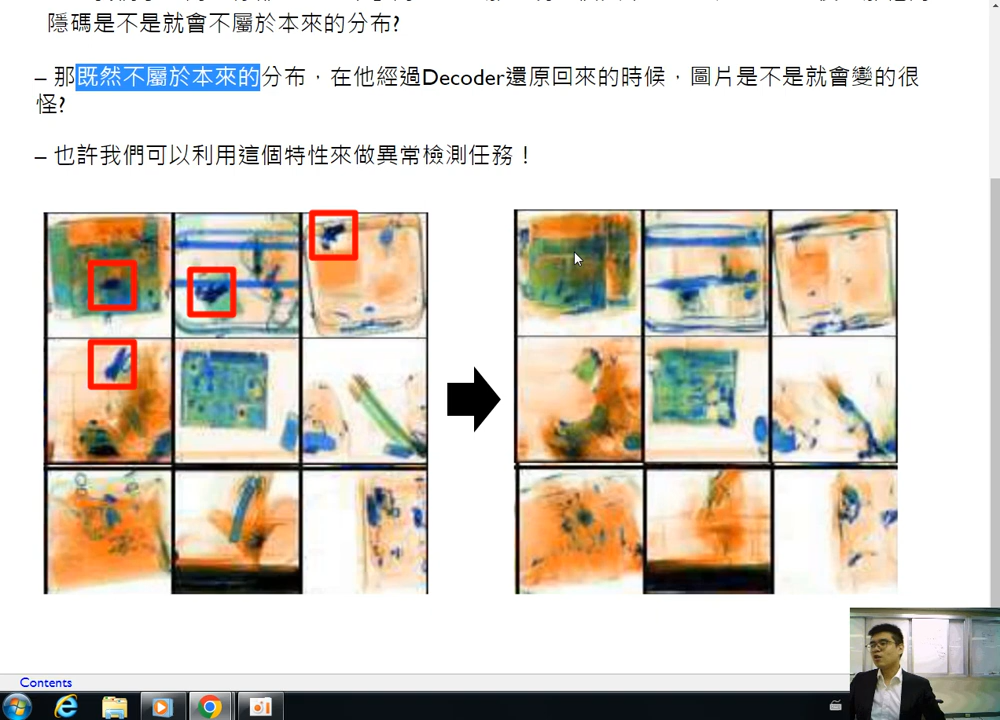 隱碼是不是就會不屬於本來的分布?
– 那既然不屬於本來的分布，在他經過Decoder還原回來的時候，圖片是不是就會變的很
怪?
– 也許我們可以利用這個特性來做異常檢測任務！
Contents